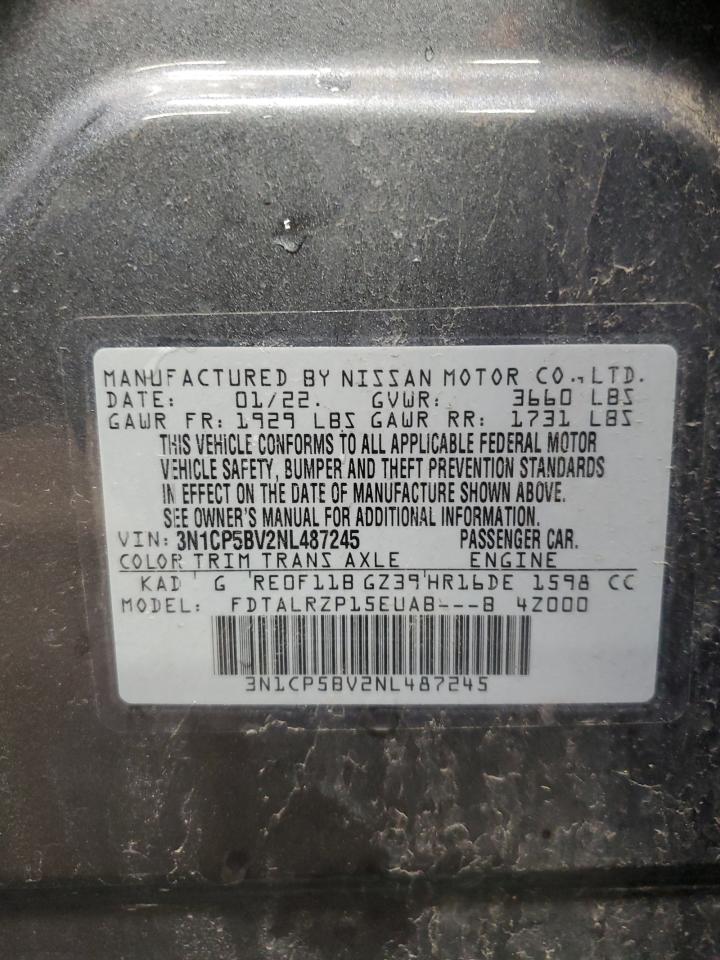 MANUFACTURED BY NISSAN MOTOR CO.,LTD.
DATE: 01/22. GVWR: 3660 LBS
GAWR FR: 1929 LBS GAWR RR: 1731 LBS
THIS VEHICLE CONFORMS TO ALL APPLICABLE FEDERAL MOTOR
VEHICLE SAFETY, BUMPER AND THEFT PREVENTION STANDARDS
IN EFFECT ON THE DATE OF MANUFACTURE SHOWN ABOVE.
SEE OWNER'S MANUAL FOR ADDITIONAL INFORMATION.
VIN: 3N1CP5BV2NL487245 PASSENGER CAR.
COLOR TRIM TRANS AXLE ENGINE
KAD G RE0F11B GZ39 HR16DE 1598 CC
MODEL: FDTALRZP15EUAB---B 4Z000
3N1CP5BV2NL487245